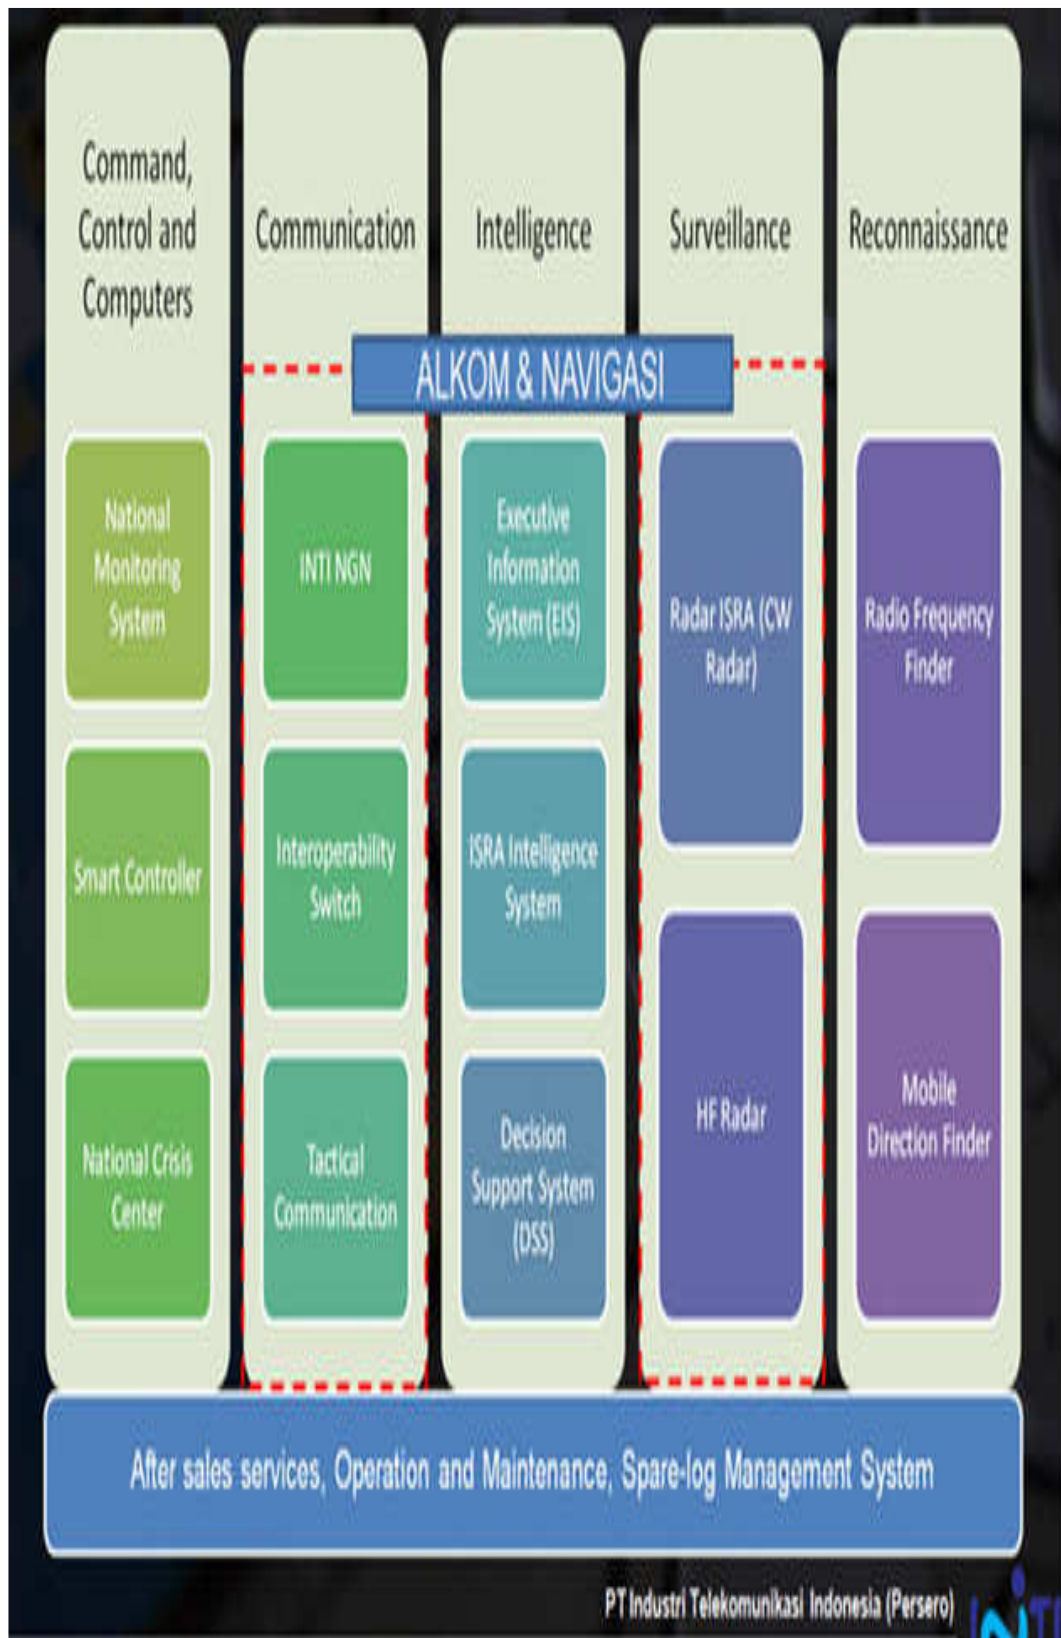 Command,
Control and
Computers
Communication
Intelligence
Surveillance
Reconnaissance
ALKOM & NAVIGASI
National
Monitoring
System
Smart Controller
National Crisis
Center
INTI NGN
Interoperability
Switch
Tactical
Communication
Executive
Information
System (EIS)
ISRA Intelligence
System
Decision
Support System
(DSS)
Radar ISRA (CW
Radar)
HF Radar
Radio Frequency
Finder
Mobile
Direction Finder
After sales services, Operation and Maintenance, Spare-log Management System
PT Industri Telekomunikasi Indonesia (Persero)